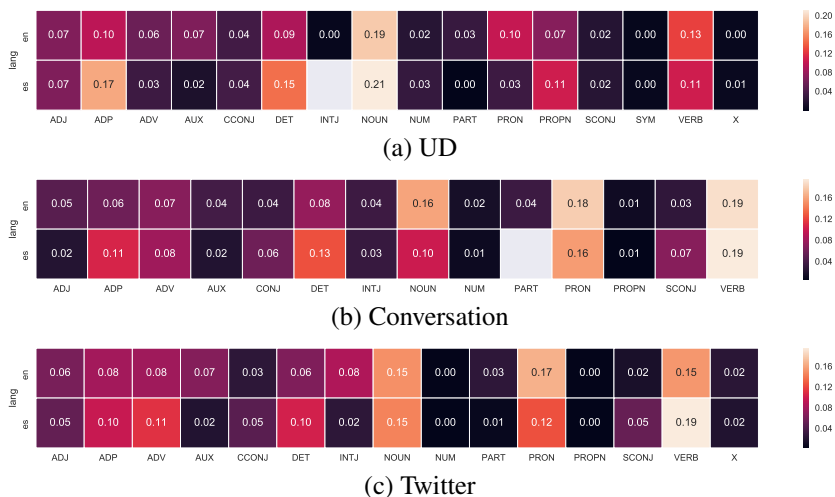 en 0.07 0.10 0.06 0.07 0.04 0.09 0.00 0.19 0.02 0.03 0.10 0.07 0.02 0.00 0.13 0.00 0.20
0.16
lang
0.12
0.08
es 0.07 0.17 0.03 0.02 0.04 0.15 0.21 0.03 0.00 0.03 0.11 0.02 0.00 0.11 0.01 0.04
ADJ ADP ADV AUX CCONJ DET INTJ NOUN NUM PART PRON PROPN SCONJ SYM VERB X
(a) UD
en 0.05 0.06 0.07 0.04 0.04 0.08 0.04 0.16 0.02 0.04 0.18 0.01 0.03 0.19 0.16
lang
0.12
0.08
es 0.02 0.11 0.08 0.02 0.06 0.13 0.03 0.10 0.01 0.16 0.01 0.07 0.19 0.04
ADJ ADP ADV AUX CONJ DET INTJ NOUN NUM PART PRON PROPN SCONJ VERB
(b) Conversation
en 0.06 0.08 0.08 0.07 0.03 0.06 0.08 0.15 0.00 0.03 0.17 0.00 0.02 0.15 0.02 0.16
lang
0.12
0.08
es 0.05 0.10 0.11 0.02 0.05 0.10 0.02 0.15 0.00 0.01 0.12 0.00 0.05 0.19 0.02 0.04
ADJ ADP ADV AUX CCONJ DET INTJ NOUN NUM PART PRON PROPN SCONJ VERB X
(c) Twitter